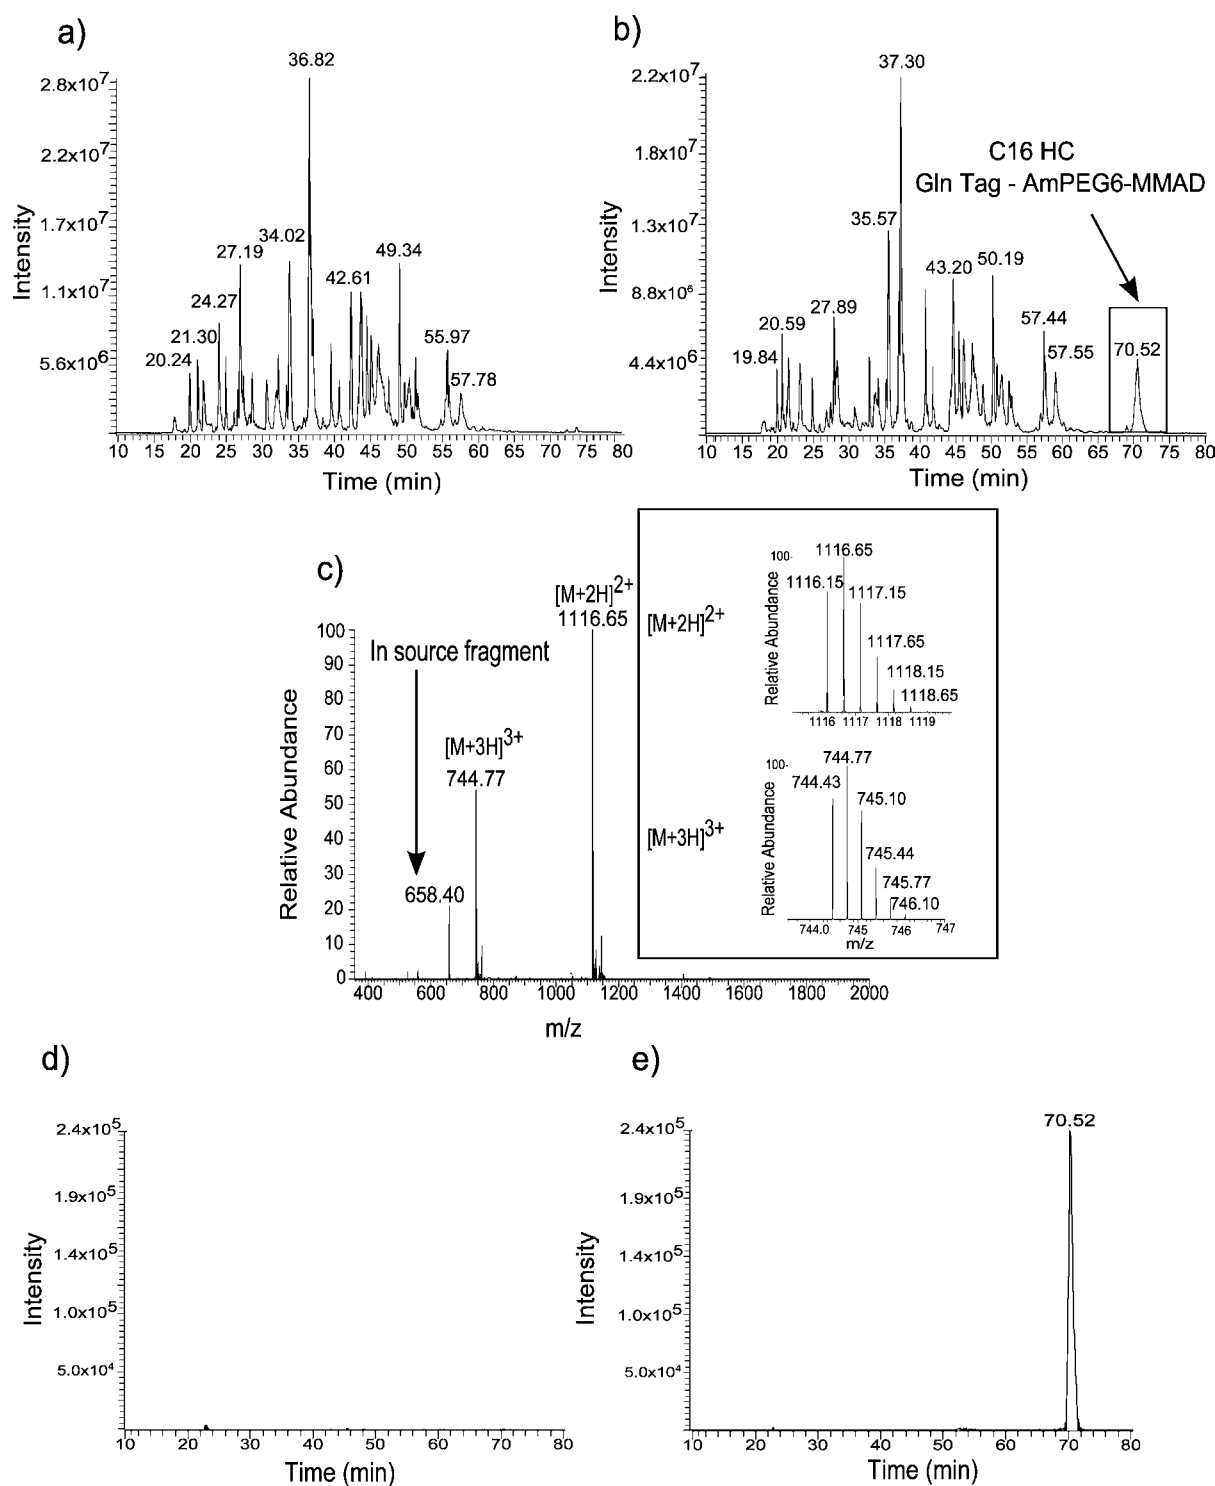 a)
36.82
2.8x10⁷
2.2x10⁷
1.7x10⁷
1.1x10⁷
5.6x10⁶
Intensity
20.24
21.30
24.27
27.19
34.02
42.61
49.34
55.97
57.78
10 15 20 25 30 35 40 45 50 55 60 65 70 75 80
Time (min)
b)
37.30
2.2x10⁷
1.8x10⁷
1.3x10⁷
8.8x10⁶
4.4x10⁶
Intensity
C16 HC
Gln Tag - AmPEG6-MMAD
19.84
20.59
27.89
35.57
43.20
50.19
57.44
57.55
70.52
10 15 20 25 30 35 40 45 50 55 60 65 70 75 80
Time (min)
c)
[M+2H]²⁺
1116.65
In source fragment
[M+3H]³⁺
744.77
658.40
100
90
80
70
60
50
40
30
20
10
0
Relative Abundance
400 600 800 1000 1200 1400 1600 1800 2000
m/z
[M+2H]²⁺
100-
Relative Abundance
1116.65
1116.15
1117.15
1117.65
1118.15
1118.65
1116 1117 1118 1119
[M+3H]³⁺
100-
Relative Abundance
744.77
744.43
745.10
745.44
745.77
746.10
744.0 745 746 747
m/z
d)
2.4x10⁵
1.9x10⁵
1.4x10⁵
1.0x10⁵
5.0x10⁴
Intensity
10 20 30 40 50 60 70 80
Time (min)
e)
70.52
2.4x10⁵
1.9x10⁵
1.4x10⁵
1.0x10⁵
5.0x10⁴
Intensity
10 20 30 40 50 60 70 80
Time (min)